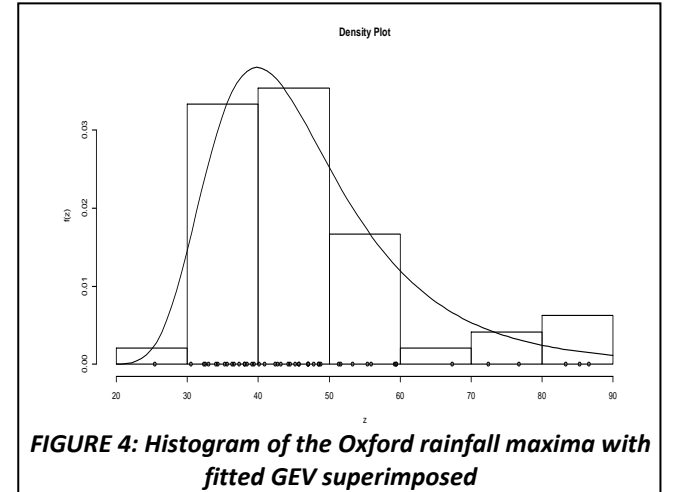 Density Plot
0.03
0.02
0.01
0.00
f(z)
20 30 40 50 60 70 80 90
z
FIGURE 4: Histogram of the Oxford rainfall maxima with
fitted GEV superimposed